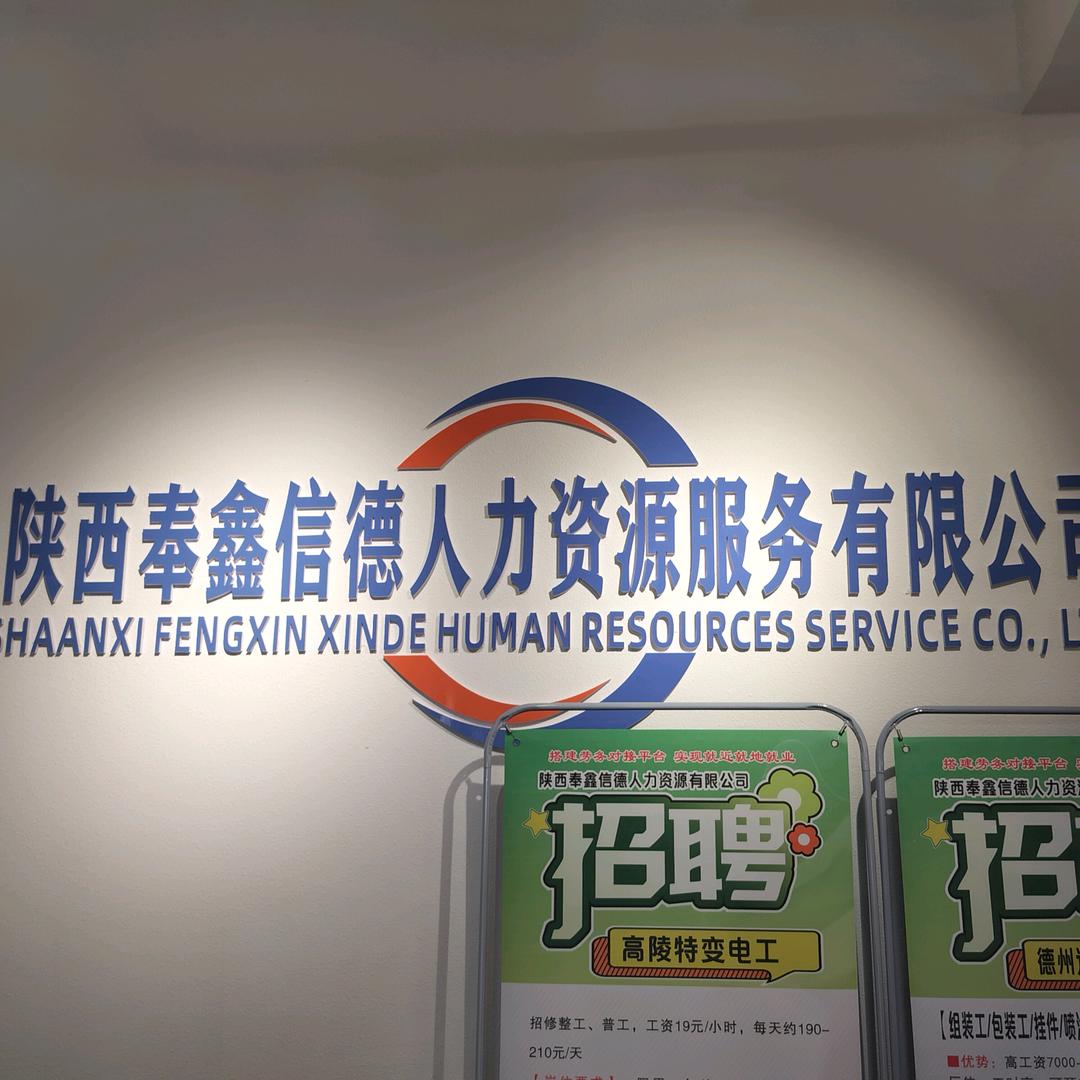 陕西奉鑫信德人力资源服务有限公司
SHAANXI FENGXIN XINDE HUMAN RESOURCES SERVICE CO.,
搭建劳务对接平台 实现就近就地就业
陕西奉鑫信德人力资源有限公司
招聘
高陵特变电工
招修整工、普工，工资19元/小时，每天约190-
210元/天
搭建劳务对接平台
陕西奉鑫信德人力资
招
德州
【组装工/包装工/挂件/喷
■优势：高工资7000-